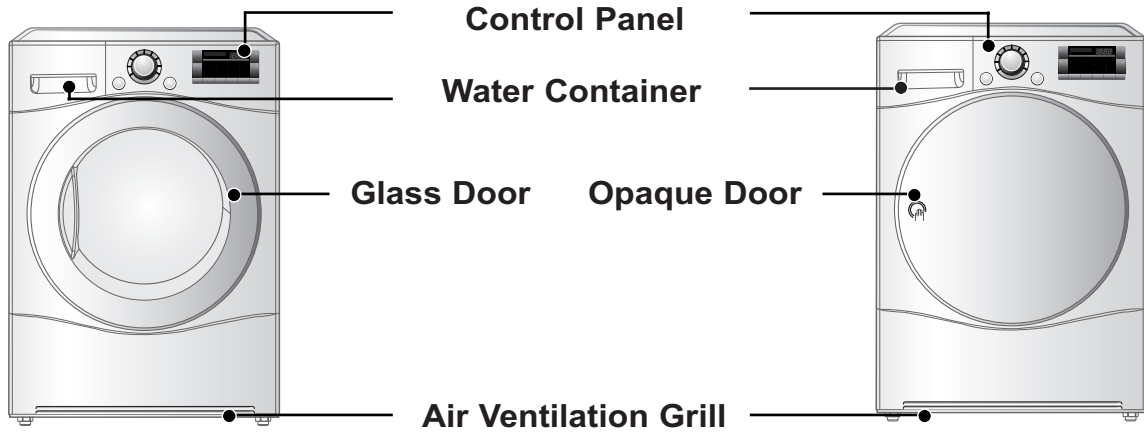 Control Panel
Water Container
Glass Door
Opaque Door
Air Ventilation Grill